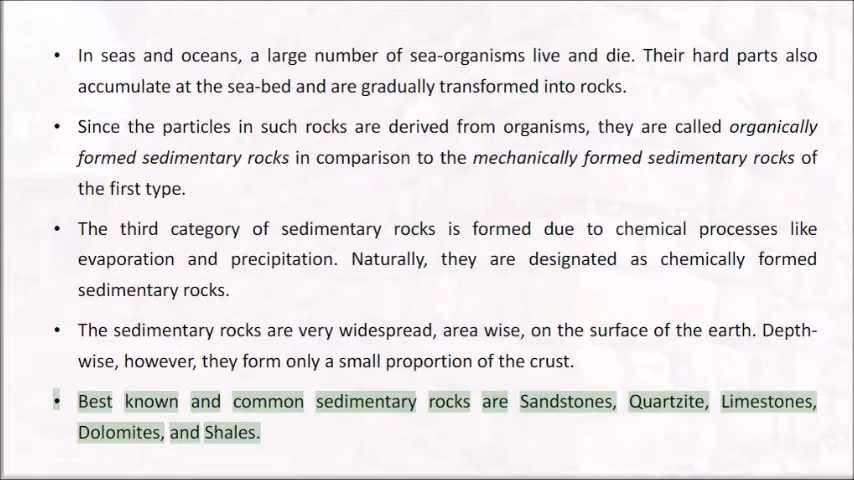 • In seas and oceans, a large number of sea-organisms live and die. Their hard parts also
accumulate at the sea-bed and are gradually transformed into rocks.
• Since the particles in such rocks are derived from organisms, they are called organically
formed sedimentary rocks in comparison to the mechanically formed sedimentary rocks of
the first type.
• The third category of sedimentary rocks is formed due to chemical processes like
evaporation and precipitation. Naturally, they are designated as chemically formed
sedimentary rocks.
• The sedimentary rocks are very widespread, area wise, on the surface of the earth. Depth-
wise, however, they form only a small proportion of the crust.
• Best known and common sedimentary rocks are Sandstones, Quartzite, Limestones,
Dolomites, and Shales.